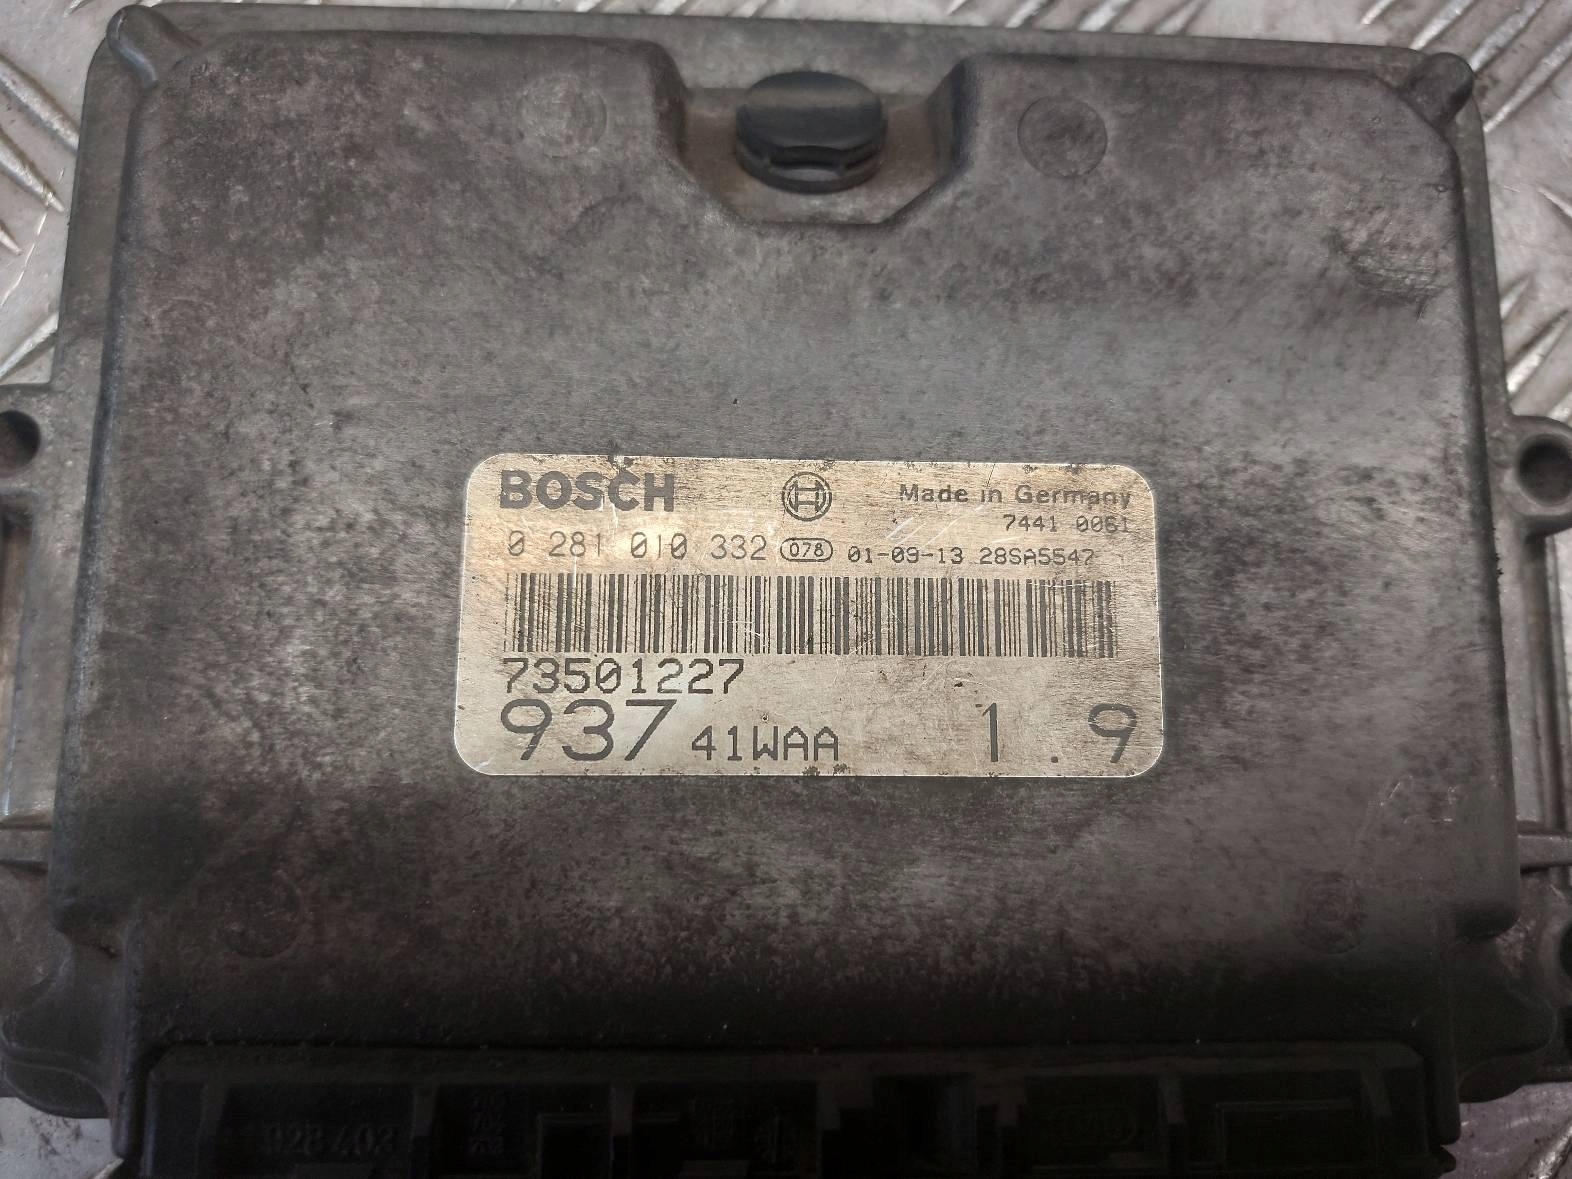 BOSCH
Made in Germany
7441 0051
0 281 010 332 078 01-09-13 28SA5547
73501227
937 41WAA 1.9